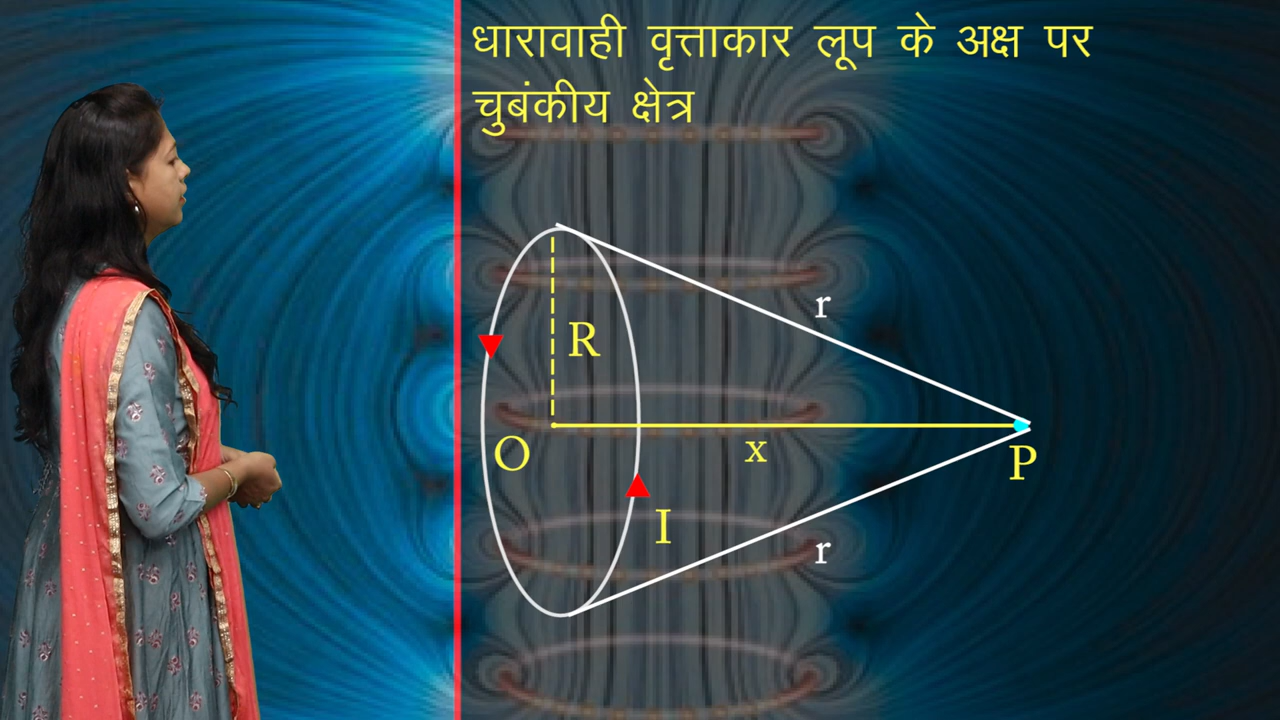 धारावाही वृत्ताकार लूप के अक्ष पर
चुबंकीय क्षेत्र
r
R
O
x
P
I
r